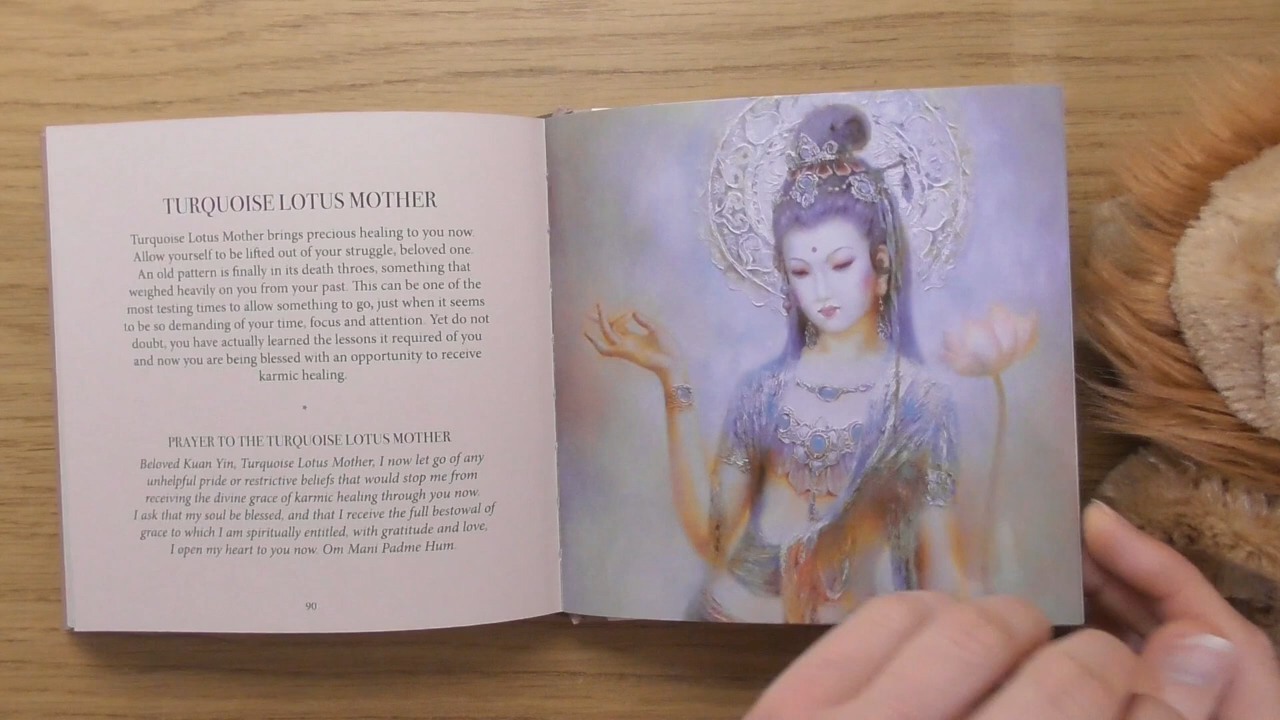 TURQUOISE LOTUS MOTHER
Turquoise Lotus Mother brings precious healing to you now.
Allow yourself to be lifted out of your struggle, beloved one.
An old pattern is finally in its death throes, something that
weighed heavily on you from your past. This can be one of the
most testing times to allow something to go, just when it seems
to be so demanding of your time, focus and attention. Yet do not
doubt, you have actually learned the lessons it required of you
and now you are being blessed with an opportunity to receive
karmic healing.
PRAYER TO THE TURQUOISE LOTUS MOTHER
Beloved Kuan Yin, Turquoise Lotus Mother, I now let go of any
unhelpful pride or restrictive beliefs that would stop me from
receiving the divine grace of karmic healing through you now.
I ask that my soul be blessed, and that I receive the full bestowal of
grace to which I am spiritually entitled, with gratitude and love,
I open my heart to you now. Om Mani Padme Hum.
90